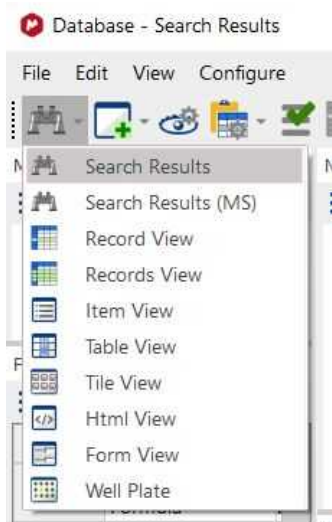 Database - Search Results
File Edit View Configure
Search Results
Search Results (MS)
Record View
Records View
Item View
Table View
Tile View
Html View
Form View
Well Plate